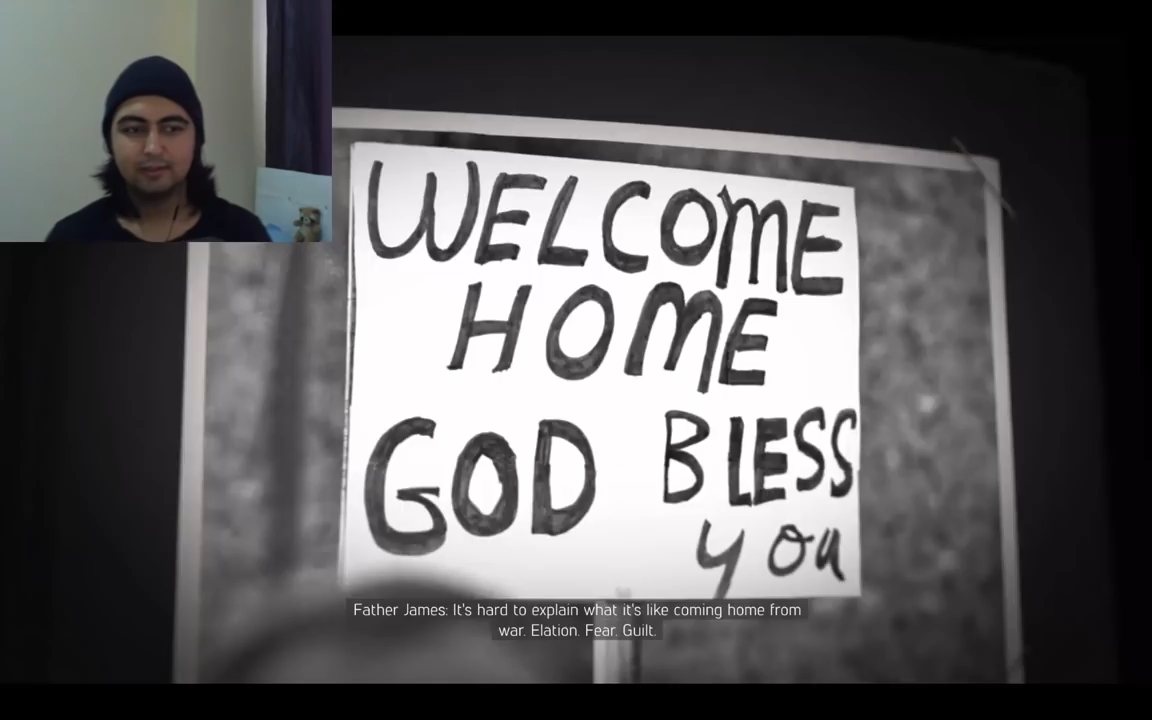 WELCOME
HOME
GOD BLESS
you
Father James: It's hard to explain what it's like coming home from
war. Elation. Fear. Guilt.